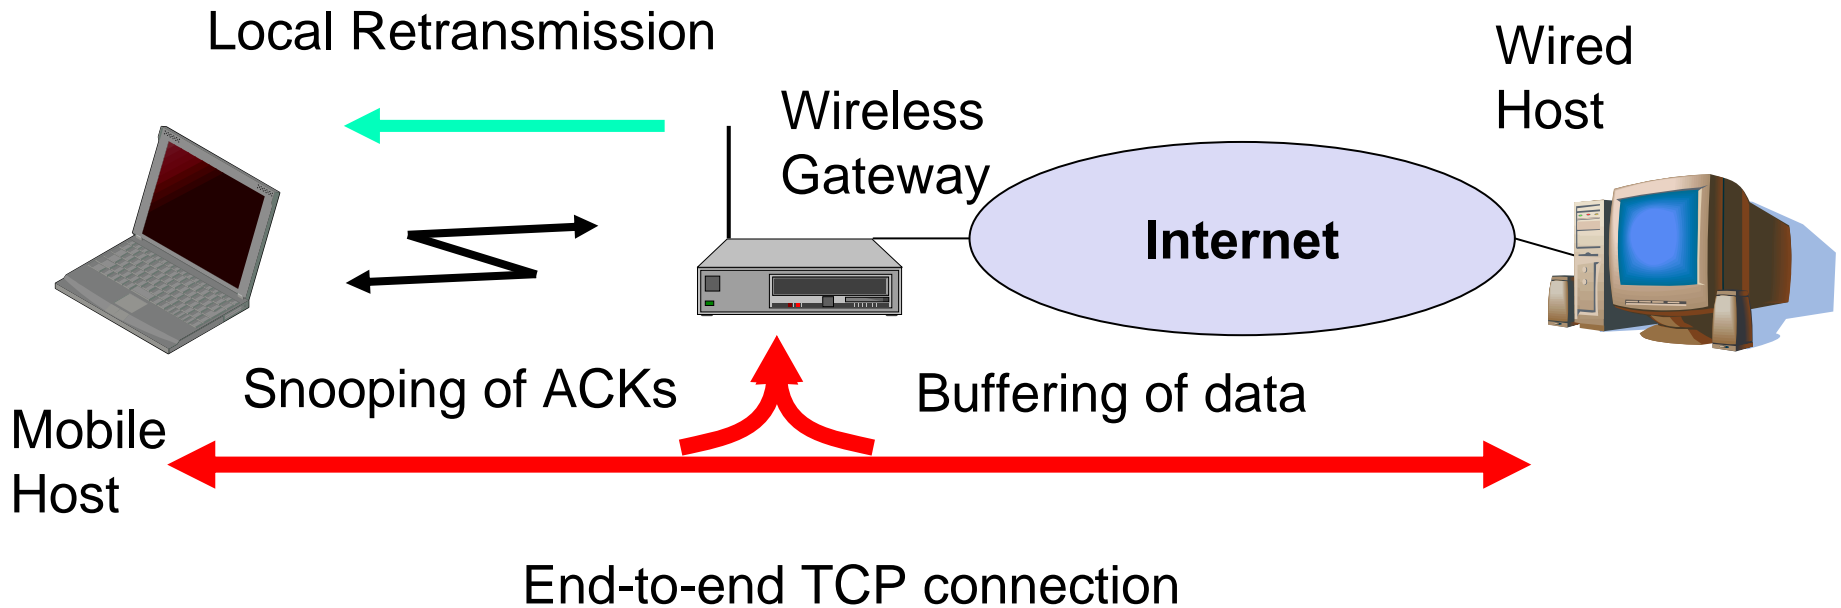 Local Retransmission
Wireless
Gateway
Wired
Host
Internet
Snooping of ACKs
Buffering of data
Mobile
Host
End-to-end TCP connection